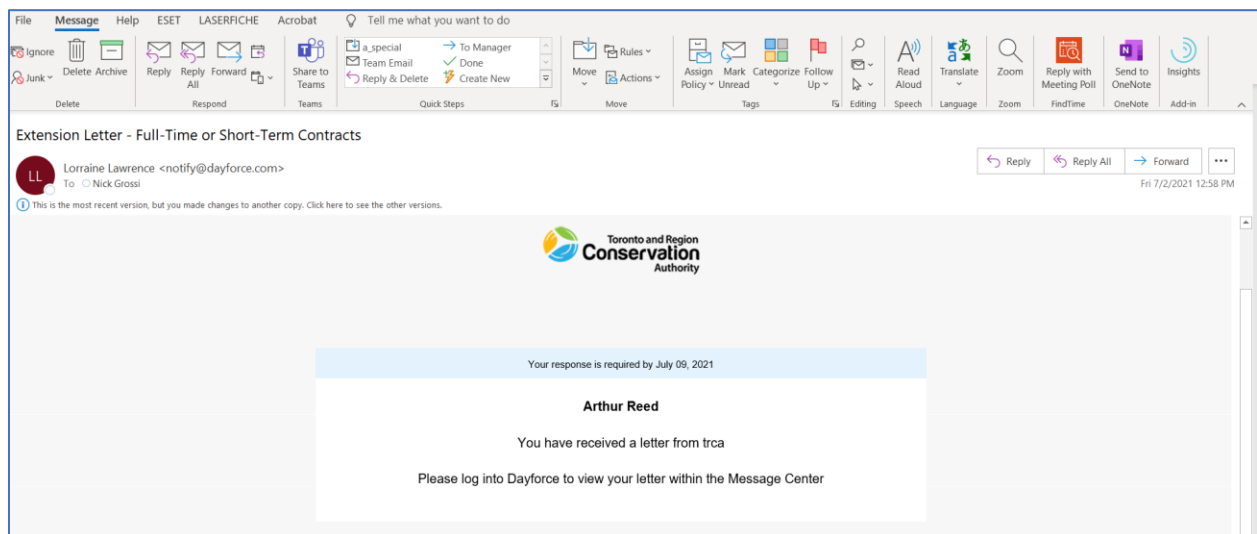 File Message Help ESET LASERFICHE Acrobat Tell me what you want to do
Ignore
Junk
Delete Archive
Reply Reply All Forward
Share to Teams
a_special To Manager
Team Email Done
Reply & Delete Create New
Move
Rules
Actions
Assign Policy Mark Unread Categorize Follow Up
Read Aloud
Translate
Zoom
Reply with Meeting Poll
Send to OneNote
Insights
Delete Respond Teams Quick Steps Move Tags Editing Speech Language Zoom FindTime OneNote Add-in
Extension Letter - Full-Time or Short-Term Contracts
LL
Lorraine Lawrence <notify@dayforce.com>
To Nick Grossi
Reply Reply All Forward
Fri 7/2/2021 12:58 PM
This is the most recent version, but you made changes to another copy. Click here to see the other versions.
Toronto and Region
Conservation
Authority
Your response is required by July 09, 2021
Arthur Reed
You have received a letter from trca
Please log into Dayforce to view your letter within the Message Center